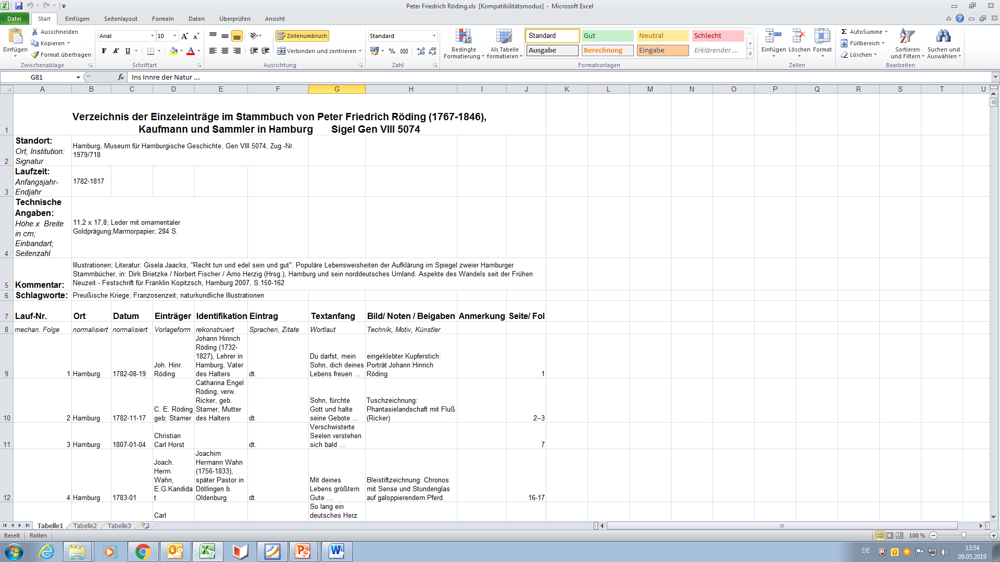 Peter Friedrich Röding.xls [Kompatibilitätsmodus] - Microsoft Excel
Datei Start Einfügen Seitenlayout Formeln Daten Überprüfen Ansicht
Einfügen
Ausschneiden
Kopieren
Format übertragen
Zwischenablage
Arial 10
F K U
Schriftart
Zeilenumbruch
Verbinden und zentrieren
Ausrichtung
Standard
% 000
Zahl
Bedingte Formatierung
Als Tabelle formatieren
Standard Gut Neutral Schlecht
Ausgabe Berechnung Eingabe Erklärender ...
Formatvorlagen
Einfügen Löschen Format
Zellen
Σ AutoSumme
Füllbereich
Löschen
Sortieren und Filtern
Suchen und Auswählen
Bearbeiten
G81 fx Ins Innre der Natur ...
A B C D E F G H I J K L M N O P Q R S T U
1
Verzeichnis der Einzeleinträge im Stammbuch von Peter Friedrich Röding (1767-1846),
Kaufmann und Sammler in Hamburg Sigel Gen VIII 5074
2
Standort:
Ort, Institution:
Signatur
Hamburg, Museum für Hamburgische Geschichte, Gen VIII 5074, Zug.-Nr.
1979/718
3
Laufzeit:
Anfangsjahr-
Endjahr
1782-1817
4
Technische
Angaben:
Höhe x Breite
in cm;
Einbandart;
Seitenzahl
11,2 x 17,8; Leder mit ornamentaler
Goldprägung;Marmorpapier; 284 S.
5
Kommentar:
Illustrationen; Literatur: Gisela Jaacks, "Recht tun und edel sein und gut". Populäre Lebensweisheiten der Aufklärung im Spiegel zweier Hamburger
Stammbücher, in: Dirk Brietzke / Norbert Fischer / Arno Herzig (Hrsg.), Hamburg und sein norddeutsches Umland. Aspekte des Wandels seit der Frühen
Neuzeit - Festschrift für Franklin Kopitzsch, Hamburg 2007, S.150-162
6 Schlagworte: Preußische Kriege; Franzosenzeit; naturkundliche Illustrationen
7 Lauf-Nr. Ort Datum Einträger Identifikation Eintrag Textanfang Bild/ Noten / Beigaben Anmerkung Seite/ Fol
8 mechan. Folge normalisiert normalisiert Vorlageform rekonstruiert Sprachen, Zitate Wortlaut Technik, Motiv, Künstler
9 1 Hamburg 1782-08-19
Joh. Hinr.
Röding
Johann Hinrich
Röding (1732-
1827), Lehrer in
Hamburg, Vater
des Halters
dt.
Du darfst, mein
Sohn, dich deines
Lebens freuen ...
eingeklebter Kupferstich:
Porträt Johann Hinrich
Röding
1
10 2 Hamburg 1782-11-17
C. E. Röding
geb: Stamer
Catharina Engel
Röding, verw.
Ricker, geb.
Stamer, Mutter
des Halters
dt.
Sohn, fürchte
Gott und halte
seine Gebote ...
Tuschzeichnung:
Phantasielandschaft mit Fluß
(Ricker)
2--3
11 3 Hamburg 1807-01-04
Christian
Carl Horst
dt.
Verschwisterte
Seelen verstehen
sich bald ...
7
12 4 Hamburg 1783-01
Joach.
Herm.
Wahn,
E.G.Kandida
t
Joachim
Hermann Wahn
(1756-1833),
später Pastor in
Dötlingen b.
Oldenburg
dt.
Mit deines
Lebens größtem
Gute ...
Bleistiftzeichnung: Chronos
mit Sense und Stundenglas
auf galoppierendem Pferd
16-17
Carl
So lang ein
deutsches Herz
Tabelle1 Tabelle2 Tabelle3
Bereit Rollen 100 %
DE
13:54
09.05.2019